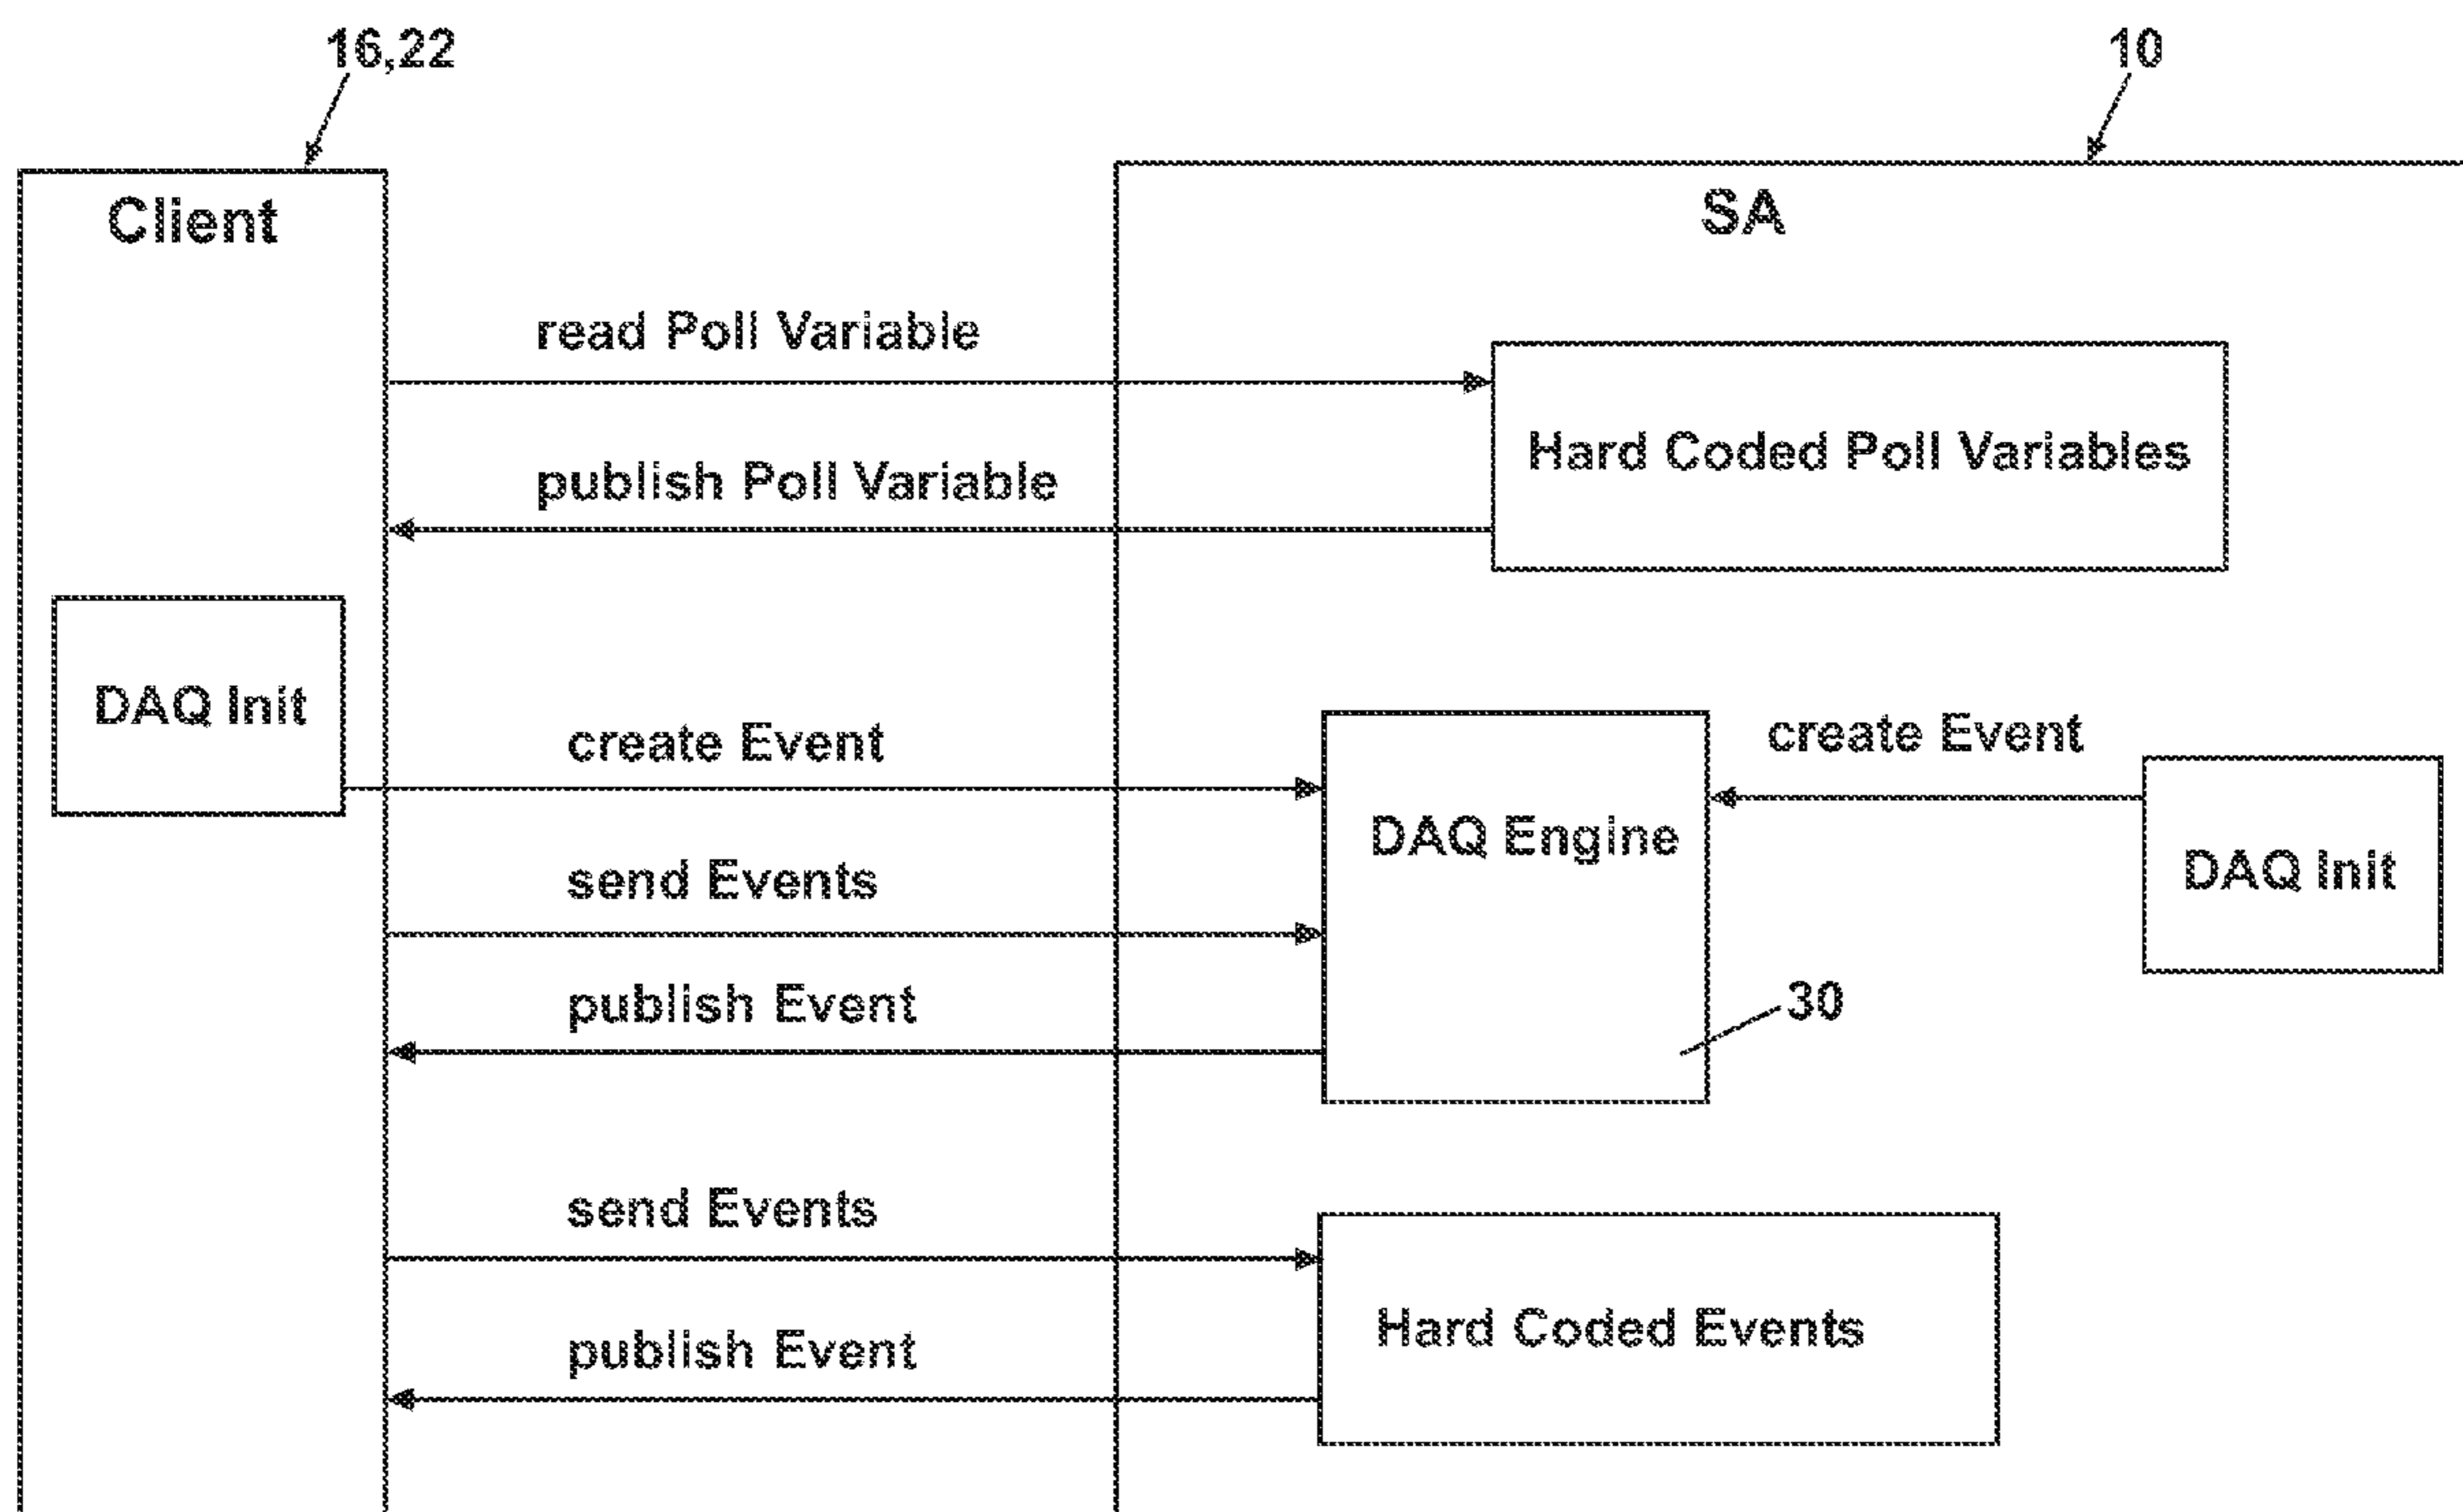 16,22
10
Client
SA
read Poll Variable
Hard Coded Poll Variables
publish Poll Variable
DAQ Init
create Event
create Event
DAQ Engine
DAQ Init
send Events
publish Event
30
send Events
Hard Coded Events
publish Event